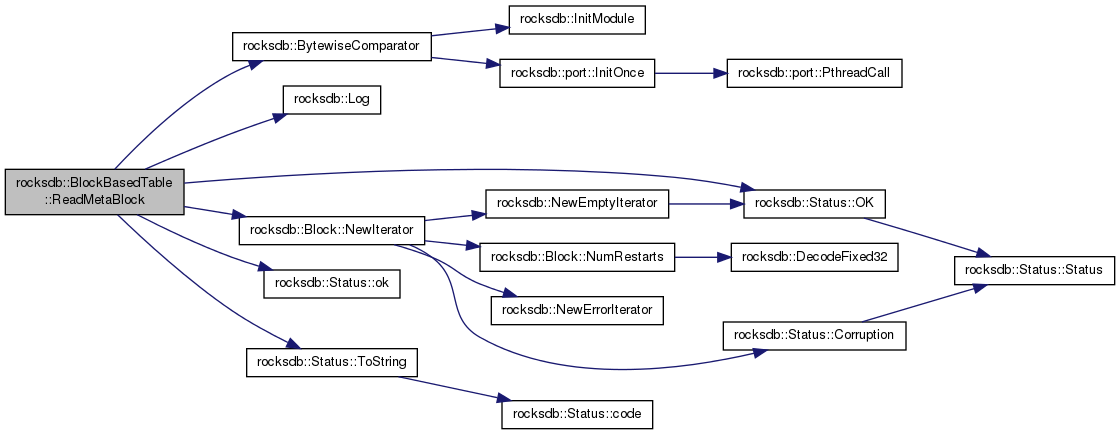 rocksdb::InitModule
rocksdb::BytewiseComparator
rocksdb::port::InitOnce
rocksdb::port::PthreadCall
rocksdb::Log
rocksdb::BlockBasedTable
::ReadMetaBlock
rocksdb::NewEmptyIterator
rocksdb::Status::OK
rocksdb::Block::NewIterator
rocksdb::Block::NumRestarts
rocksdb::DecodeFixed32
rocksdb::Status::Status
rocksdb::Status::ok
rocksdb::NewErrorIterator
rocksdb::Status::Corruption
rocksdb::Status::ToString
rocksdb::Status::code